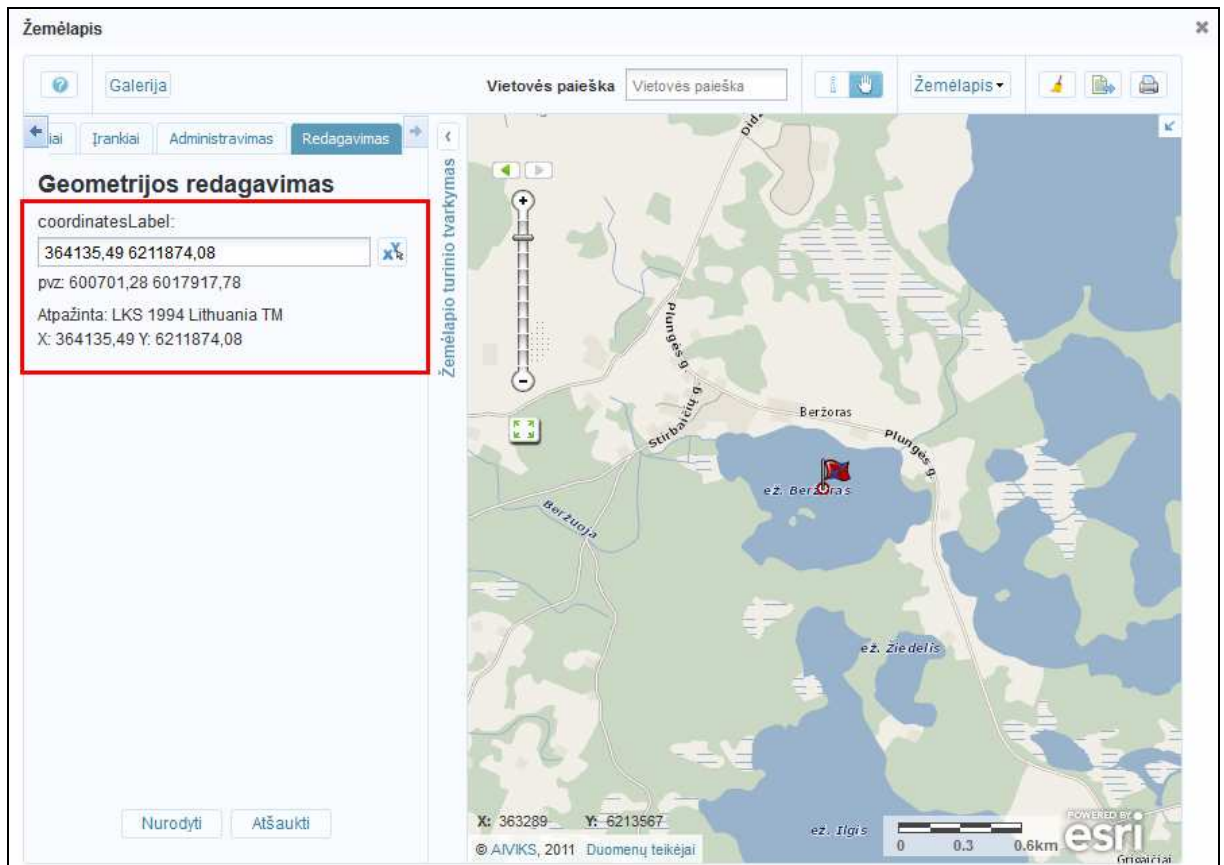 Žemėlapis
Galerija
Vietovės paieška
Vietovės paieška
Žemėlapis
iai
Įrankiai
Administravimas
Redagavimas
Geometrijos redagavimas
coordinatesLabel:
364135,49 6211874,08
pvz: 600701,28 6017917,78
Atpažinta: LKS 1994 Lithuania TM
X: 364135,49 Y: 6211874,08
Nurodyti
Atšaukti
Žemėlapio turinio tvarkymas
Plungės g.
Stirbaičių g.
Beržoras
Plungės g.
ež. Beržoras
Beržuoja
ež. Žiedelis
ež. Ilgis
X: 363289 Y: 6213567
© AIVIKS, 2011 Duomenų teikėjai
0 0.3 0.6km
POWERED BY
esri
Grigaičiai